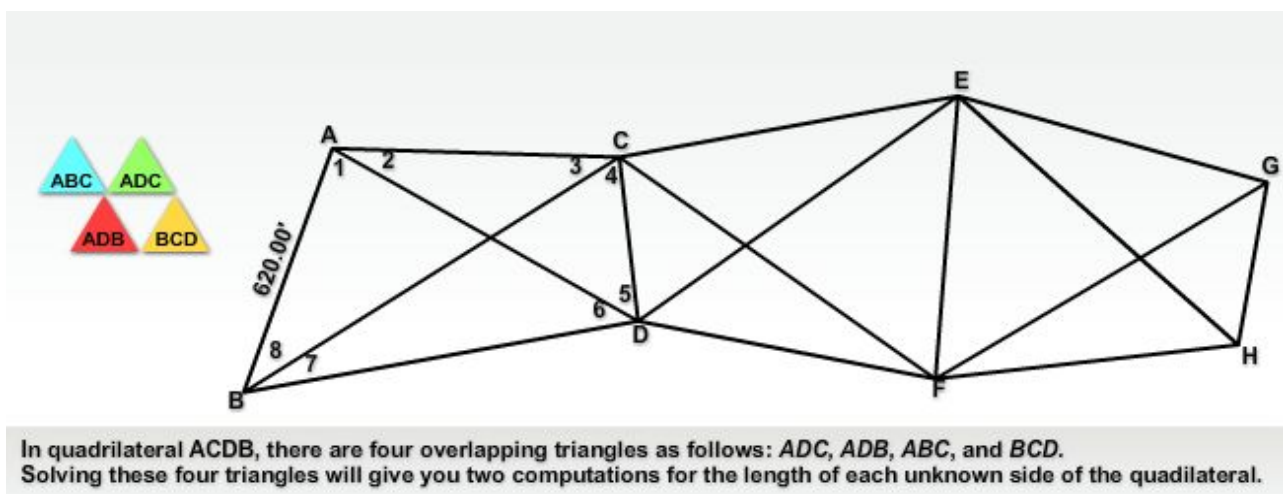 E
A
C
G
1
2
3
4
ABC ADC
ADB BCD
620.00'
5
6
D
8
7
H
B
F
In quadrilateral ACDB, there are four overlapping triangles as follows: ADC, ADB, ABC, and BCD.
Solving these four triangles will give you two computations for the length of each unknown side of the quadilateral.